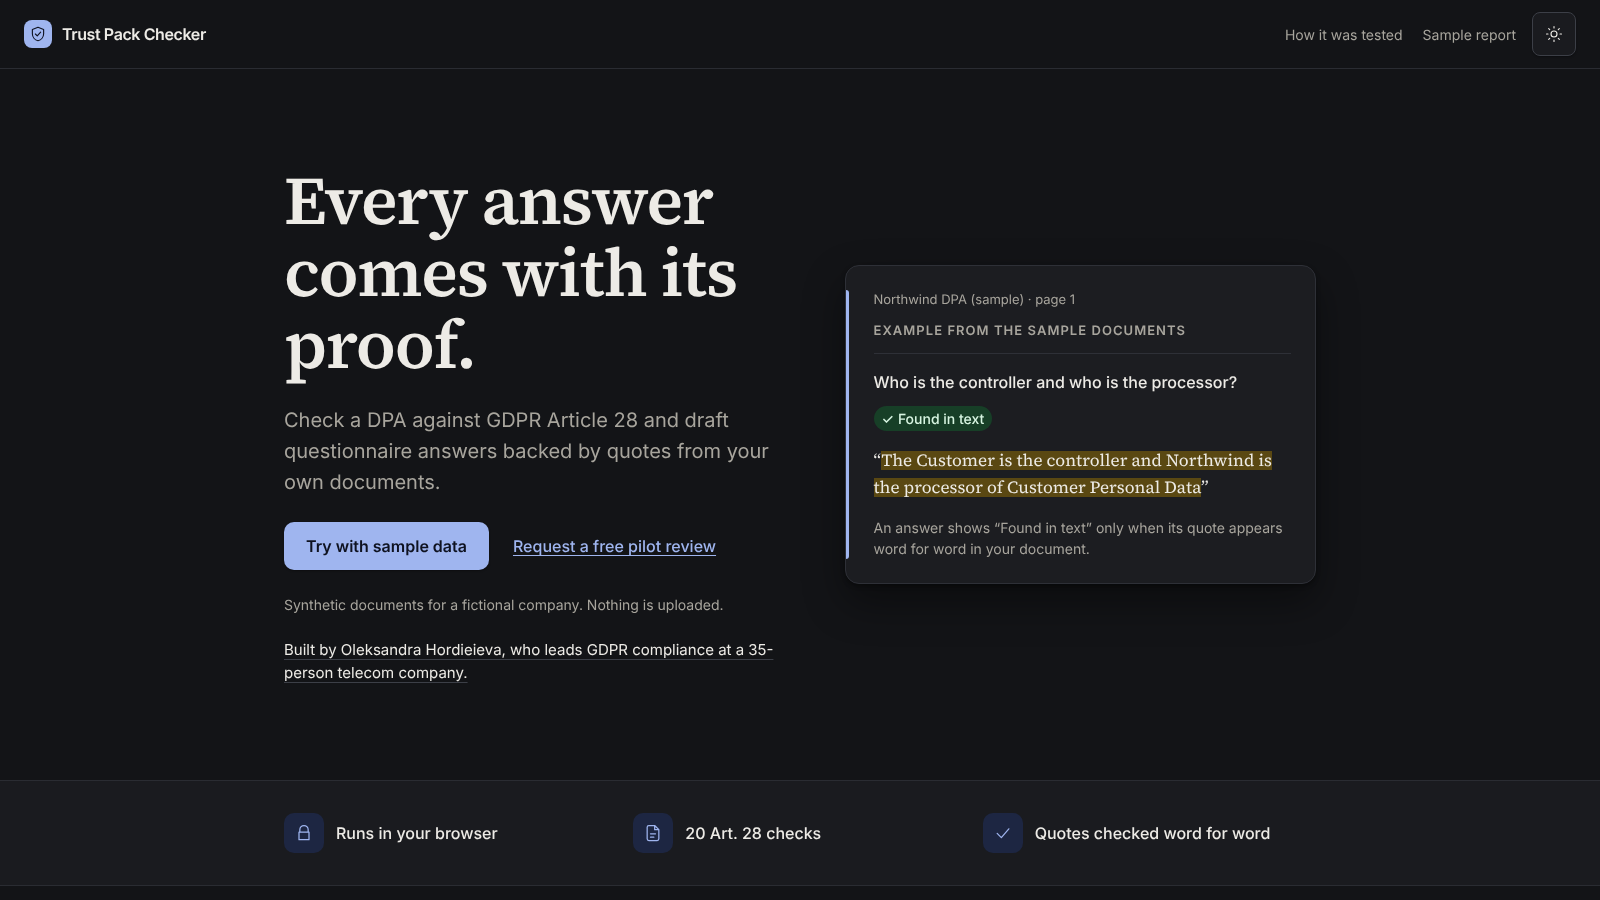 Trust Pack Checker
How it was tested
Sample report
Every answer
comes with its
proof.
Check a DPA against GDPR Article 28 and draft
questionnaire answers backed by quotes from your
own documents.
Try with sample data
Request a free pilot review
Synthetic documents for a fictional company. Nothing is uploaded.
Built by Oleksandra Hordieieva, who leads GDPR compliance at a 35-
person telecom company.
Northwind DPA (sample) · page 1
EXAMPLE FROM THE SAMPLE DOCUMENTS
Who is the controller and who is the processor?
✓ Found in text
“The Customer is the controller and Northwind is
the processor of Customer Personal Data”
An answer shows “Found in text” only when its quote appears
word for word in your document.
Runs in your browser
20 Art. 28 checks
Quotes checked word for word